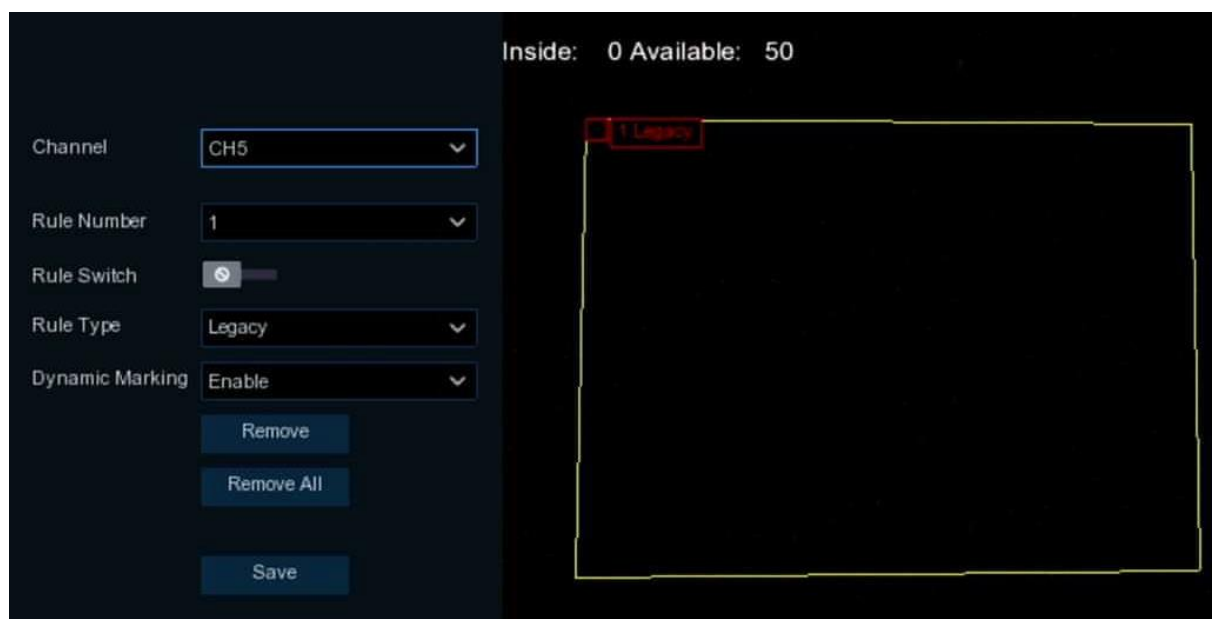 Inside: 0 Available: 50
1 Legacy
Channel CH5
Rule Number 1
Rule Switch
Rule Type Legacy
Dynamic Marking Enable
Remove
Remove All
Save